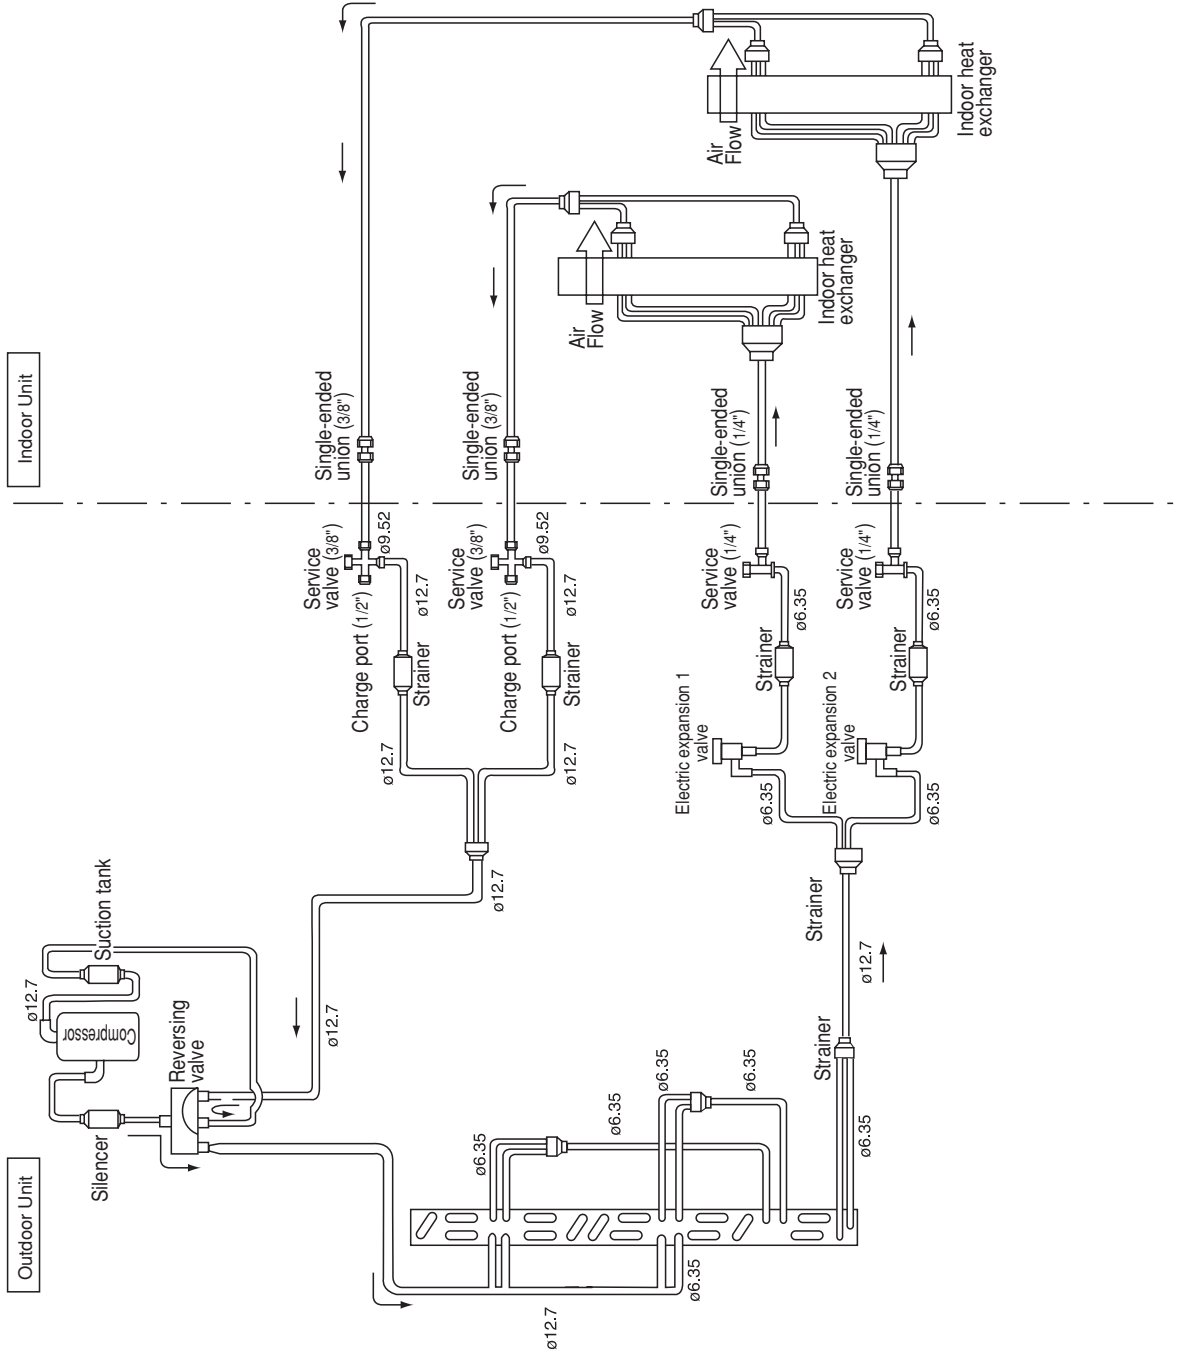 Indoor Unit
Outdoor Unit
Indoor heat
exchanger
Air
Flow
Indoor heat
exchanger
Air
Flow
Single-ended
union (3/8")
Single-ended
union (3/8")
Single-ended
union (1/4")
Single-ended
union (1/4")
Service
valve (3/8")
ø9.52
Service
valve (3/8")
ø9.52
Service
valve (1/4")
Service
valve (1/4")
Charge port (1/2")
ø12.7
Charge port (1/2")
ø12.7
ø6.35
ø6.35
Strainer
Strainer
Strainer
Strainer
Electric expansion 1
valve
Electric expansion 2
valve
ø12.7
ø12.7
ø6.35
ø6.35
ø12.7
Suction tank
Strainer
ø12.7
ø12.7
Compressor
Reversing
valve
ø12.7
Strainer
Silencer
ø6.35
ø6.35
ø6.35
ø6.35
ø6.35
ø6.35
ø12.7